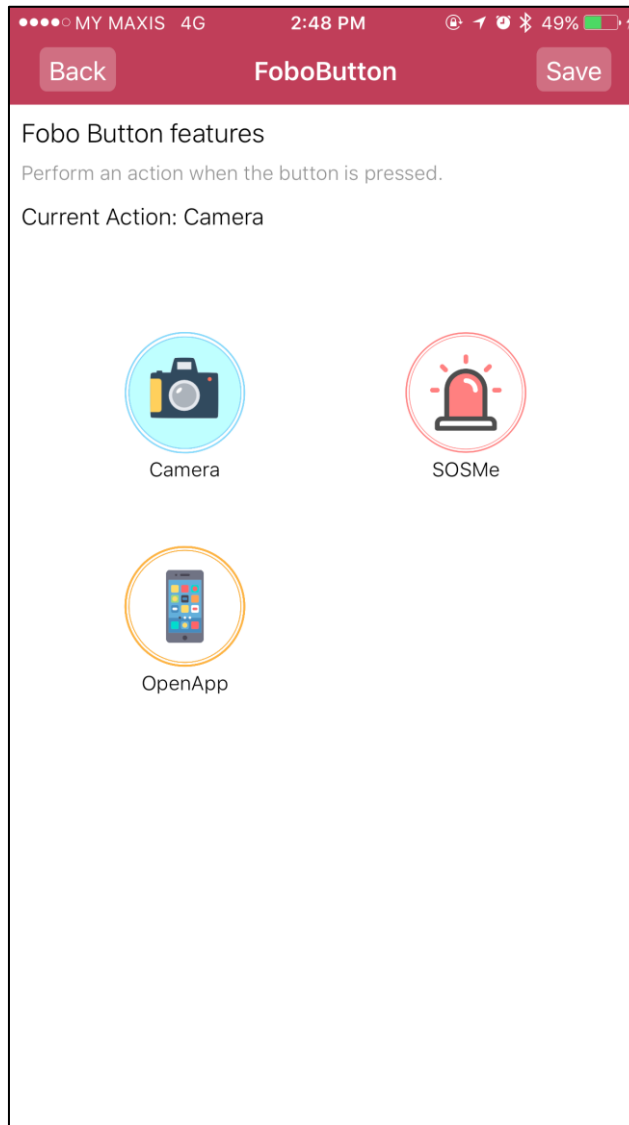 MY MAXIS 4G 2:48 PM 49%
Back FoboButton Save
Fobo Button features
Perform an action when the button is pressed.
Current Action: Camera
Camera SOSMe
OpenApp